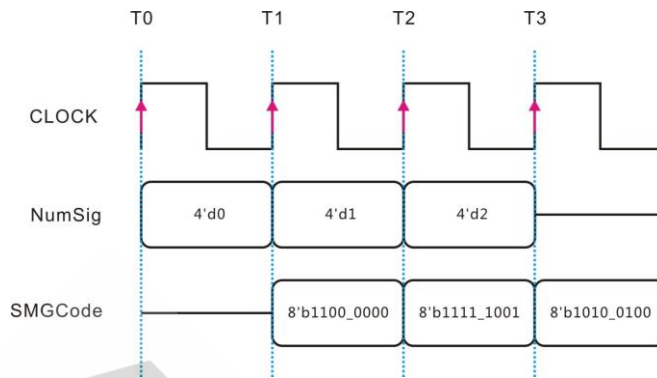 T0 T1 T2 T3
CLOCK
NumSig 4'd0 4'd1 4'd2
SMGCode 8'b1100_0000 8'b1111_1001 8'b1010_0100